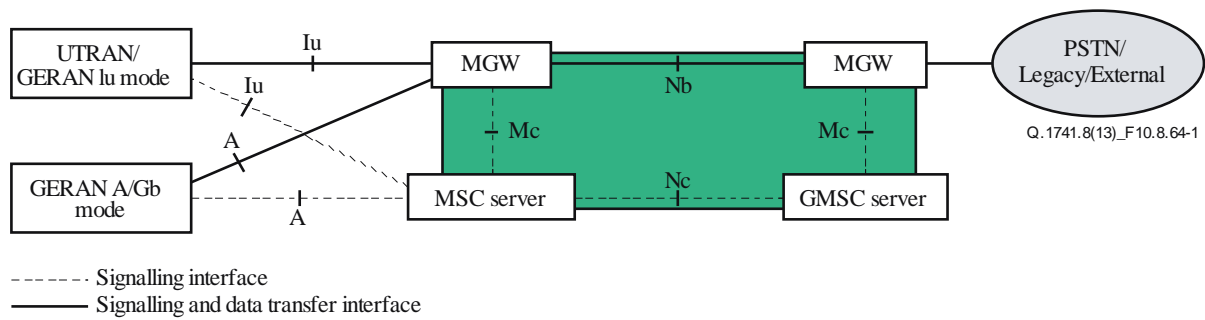 UTRAN/
GERAN Iu mode
Iu
MGW
Nb
MGW
PSTN/
Legacy/External
Iu
A
Mc
Mc
Q.1741.8(13)_F10.8.64-1
GERAN A/Gb
mode
A
MSC server
Nc
GMSC server
Signalling interface
Signalling and data transfer interface